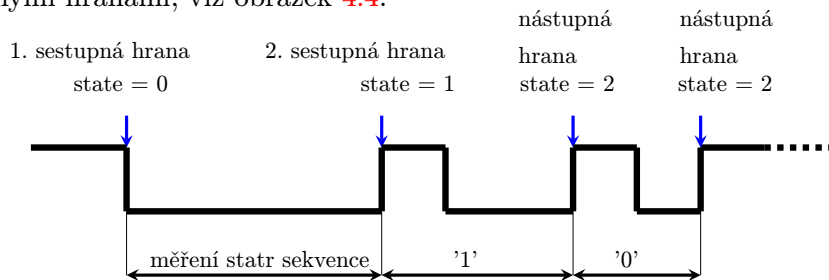 nými hranami, viz obrázek 4.4.
1. sestupná hrana
state = 0
2. sestupná hrana
state = 1
nástupná
hrana
state = 2
nástupná
hrana
state = 2
měření statr sekvence
'1'
'0'